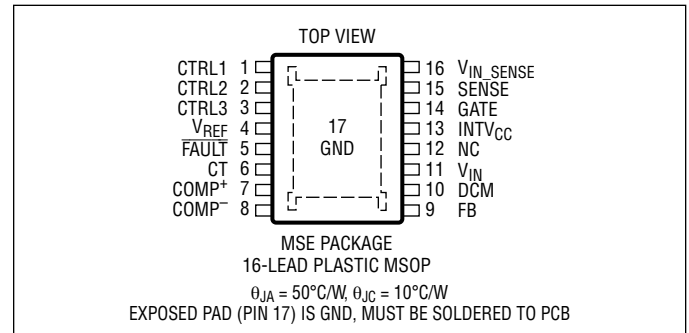 TOP VIEW
CTRL1 1
CTRL2 2
CTRL3 3
VREF 4
FAULT 5
CT 6
COMP+ 7
COMP– 8
17
GND
16 VIN_SENSE
15 SENSE
14 GATE
13 INTVCC
12 NC
11 VIN
10 DCM
9 FB
MSE PACKAGE
16-LEAD PLASTIC MSOP
θJA = 50°C/W, θJC = 10°C/W
EXPOSED PAD (PIN 17) IS GND, MUST BE SOLDERED TO PCB